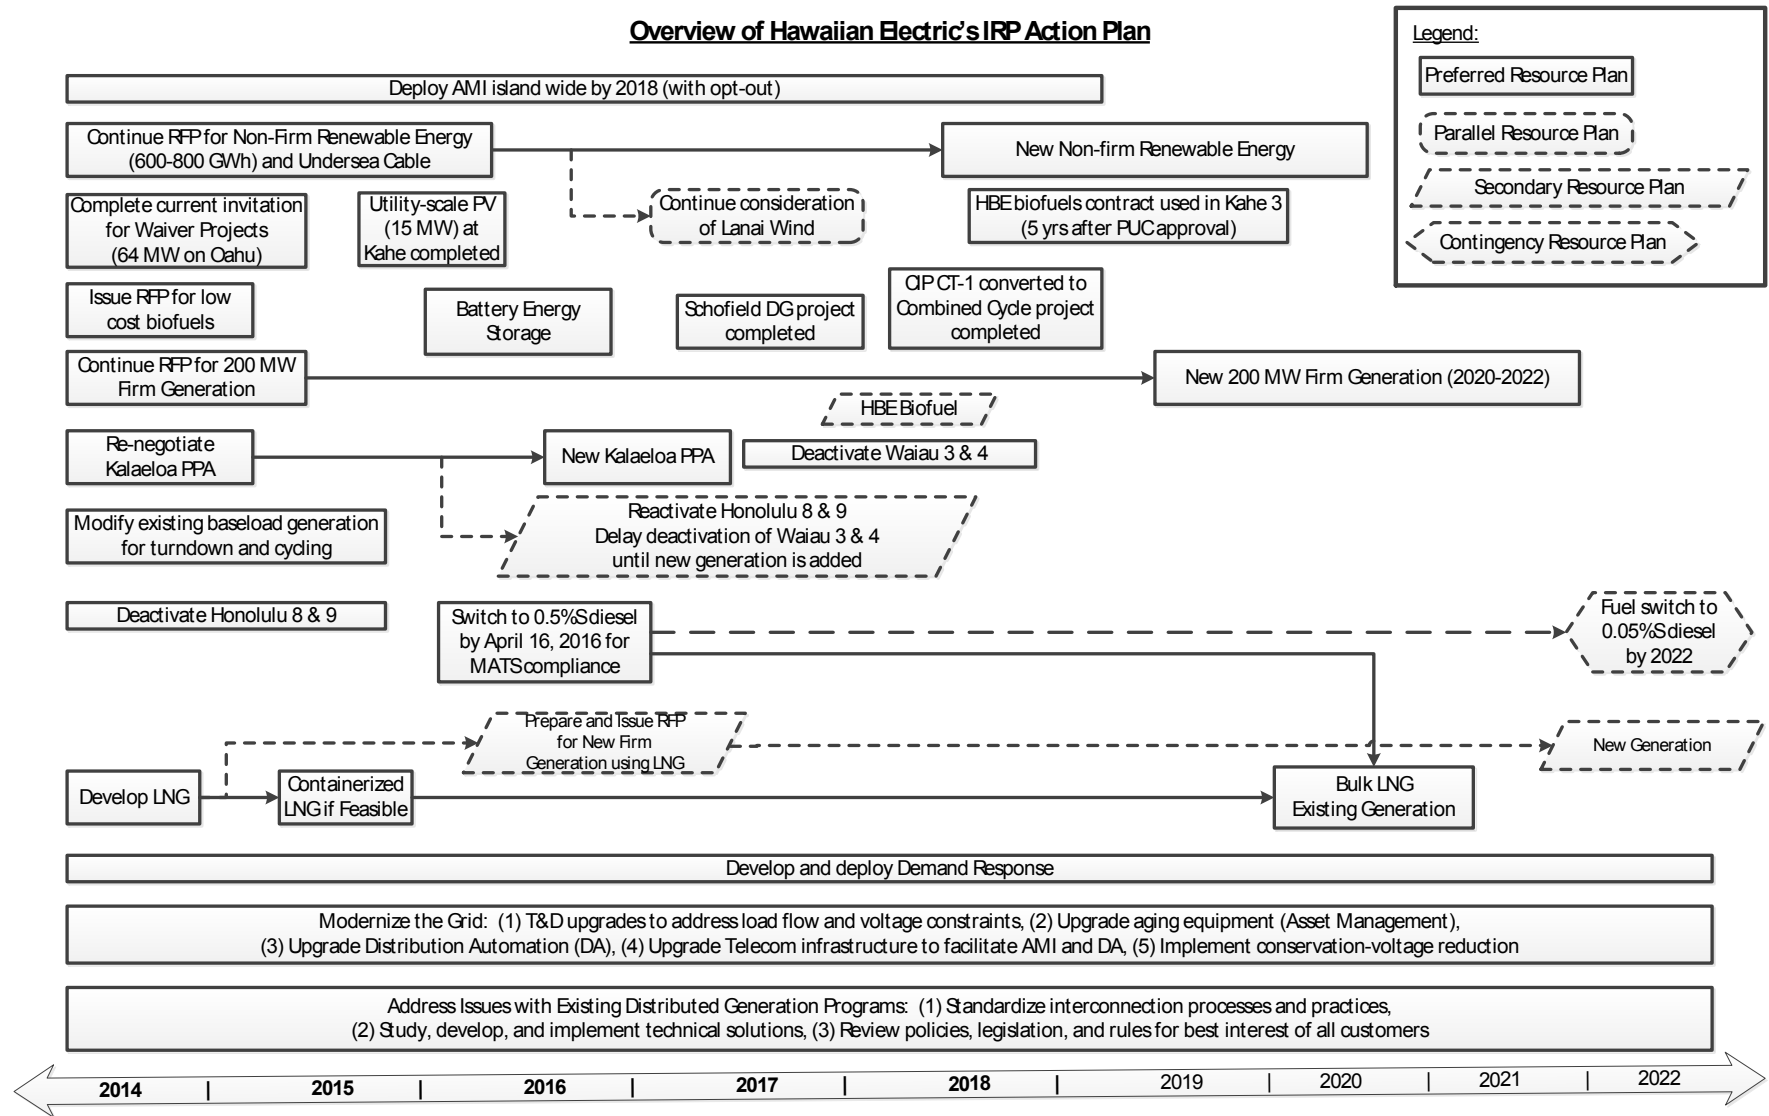 Overview of Hawaiian Electric's IRP Action Plan
Legend:
Preferred Resource Plan
Parallel Resource Plan
Secondary Resource Plan
Contingency Resource Plan
Deploy AMI island wide by 2018 (with opt-out)
Continue RFP for Non-Firm Renewable Energy
(600-800 GWh) and Undersea Cable
New Non-firm Renewable Energy
Complete current invitation
for Waiver Projects
(64 MW on Oahu)
Utility-scale PV
(15 MW) at
Kahe completed
Continue consideration
of Lanai Wind
HBE biofuels contract used in Kahe 3
(5 yrs after PUC approval)
Issue RFP for low
cost biofuels
Battery Energy
Storage
Schofield DG project
completed
CIP CT-1 converted to
Combined Cycle project
completed
Continue RFP for 200 MW
Firm Generation
New 200 MW Firm Generation (2020-2022)
HBE Biofuel
Re-negotiate
Kalaeloa PPA
New Kalaeloa PPA
Deactivate Waiau 3 & 4
Modify existing baseload generation
for turndown and cycling
Reactivate Honolulu 8 & 9
Delay deactivation of Waiau 3 & 4
until new generation is added
Deactivate Honolulu 8 & 9
Switch to 0.5%S diesel
by April 16, 2016 for
MATS compliance
Fuel switch to
0.05%S diesel
by 2022
Prepare and Issue RFP
for New Firm
Generation using LNG
New Generation
Develop LNG
Containerized
LNG if Feasible
Bulk LNG
Existing Generation
Develop and deploy Demand Response
Modernize the Grid: (1) T&D upgrades to address load flow and voltage constraints, (2) Upgrade aging equipment (Asset Management),
(3) Upgrade Distribution Automation (DA), (4) Upgrade Telecom infrastructure to facilitate AMI and DA, (5) Implement conservation-voltage reduction
Address Issues with Existing Distributed Generation Programs: (1) Standardize interconnection processes and practices,
(2) Study, develop, and implement technical solutions, (3) Review policies, legislation, and rules for best interest of all customers
2014 | 2015 | 2016 | 2017 | 2018 | 2019 | 2020 | 2021 | 2022